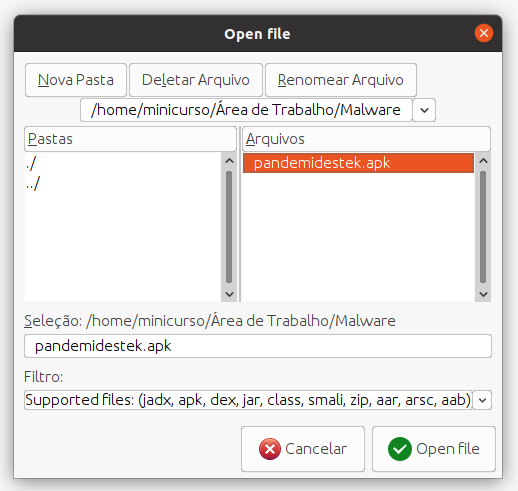 Open file
Nova Pasta Deletar Arquivo Renomear Arquivo
/home/minicurso/Área de Trabalho/Malware
Pastas Arquivos
./ pandemidestek.apk
../
Seleção: /home/minicurso/Área de Trabalho/Malware
pandemidestek.apk
Filtro:
Supported files: (jadx, apk, dex, jar, class, smali, zip, aar, arsc, aab)
Cancelar Open file